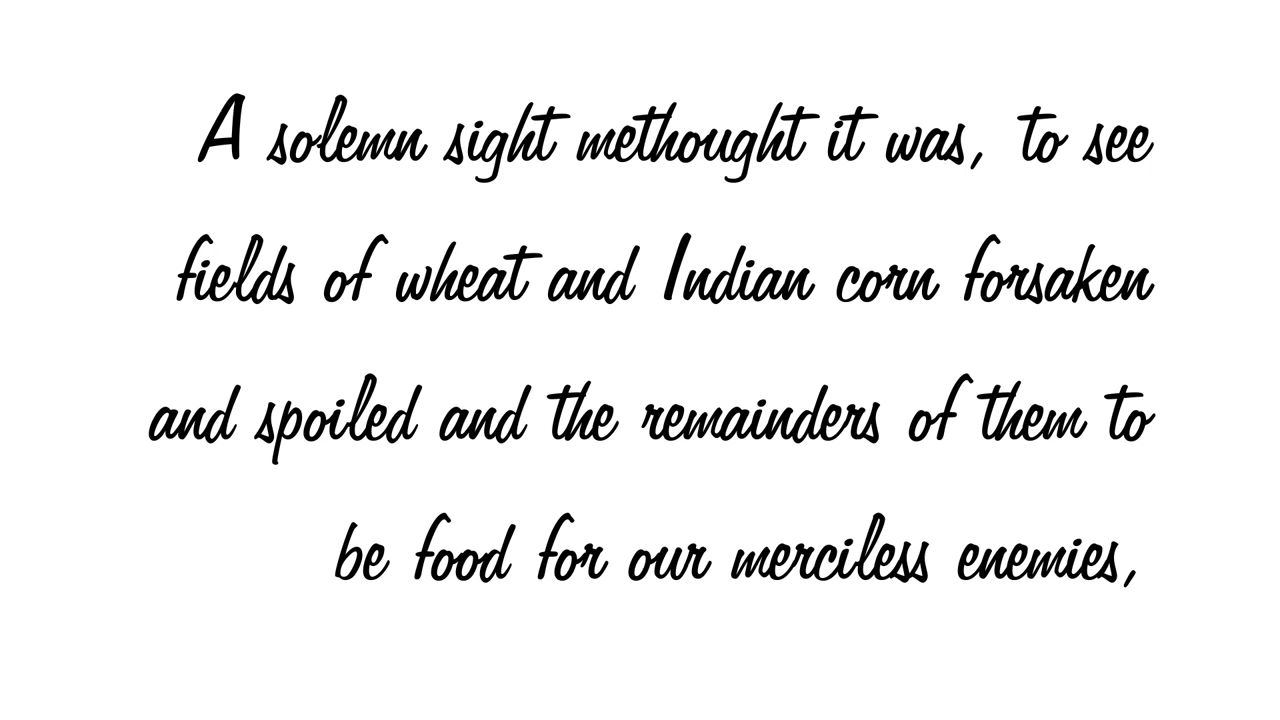 A solemn sight methought it was, to see
fields of wheat and Indian corn forsaken
and spoiled and the remainders of them to
be food for our merciless enemies,